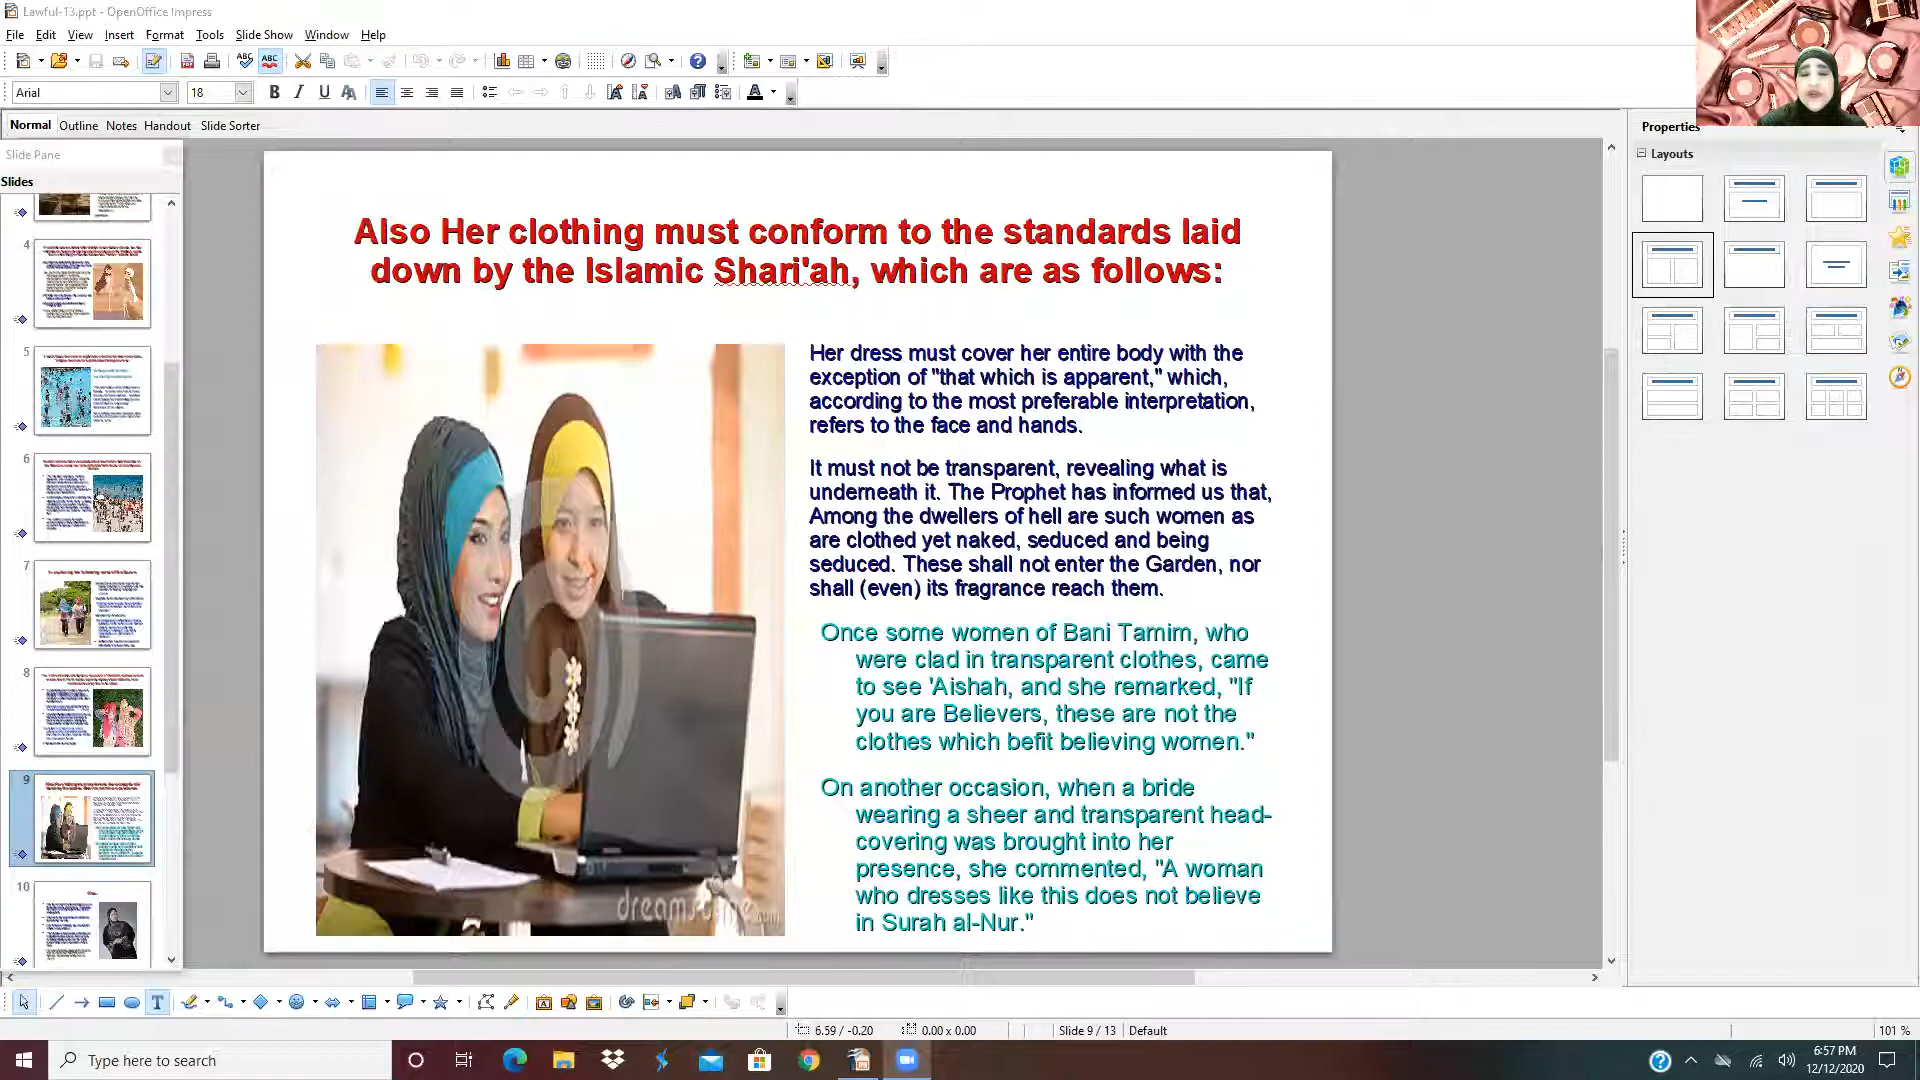 Lawful-13.ppt - OpenOffice Impress
File Edit View Insert Format Tools Slide Show Window Help
Arial
18
Normal Outline Notes Handout Slide Sorter
Properties
Slide Pane
Layouts
Slides
4
5
6
7
8
9
10
Also Her clothing must conform to the standards laid
down by the Islamic Shari'ah, which are as follows:
Her dress must cover her entire body with the
exception of "that which is apparent," which,
according to the most preferable interpretation,
refers to the face and hands.
It must not be transparent, revealing what is
underneath it. The Prophet has informed us that,
Among the dwellers of hell are such women as
are clothed yet naked, seduced and being
seduced. These shall not enter the Garden, nor
shall (even) its fragrance reach them.
Once some women of Bani Tamim, who
were clad in transparent clothes, came
to see 'Aishah, and she remarked, "If
you are Believers, these are not the
clothes which befit believing women."
On another occasion, when a bride
wearing a sheer and transparent head-
covering was brought into her
presence, she commented, "A woman
who dresses like this does not believe
in Surah al-Nur."
6.59 / -0.20 0.00 x 0.00 Slide 9 / 13 Default 101 %
Type here to search
6:57 PM
12/12/2020